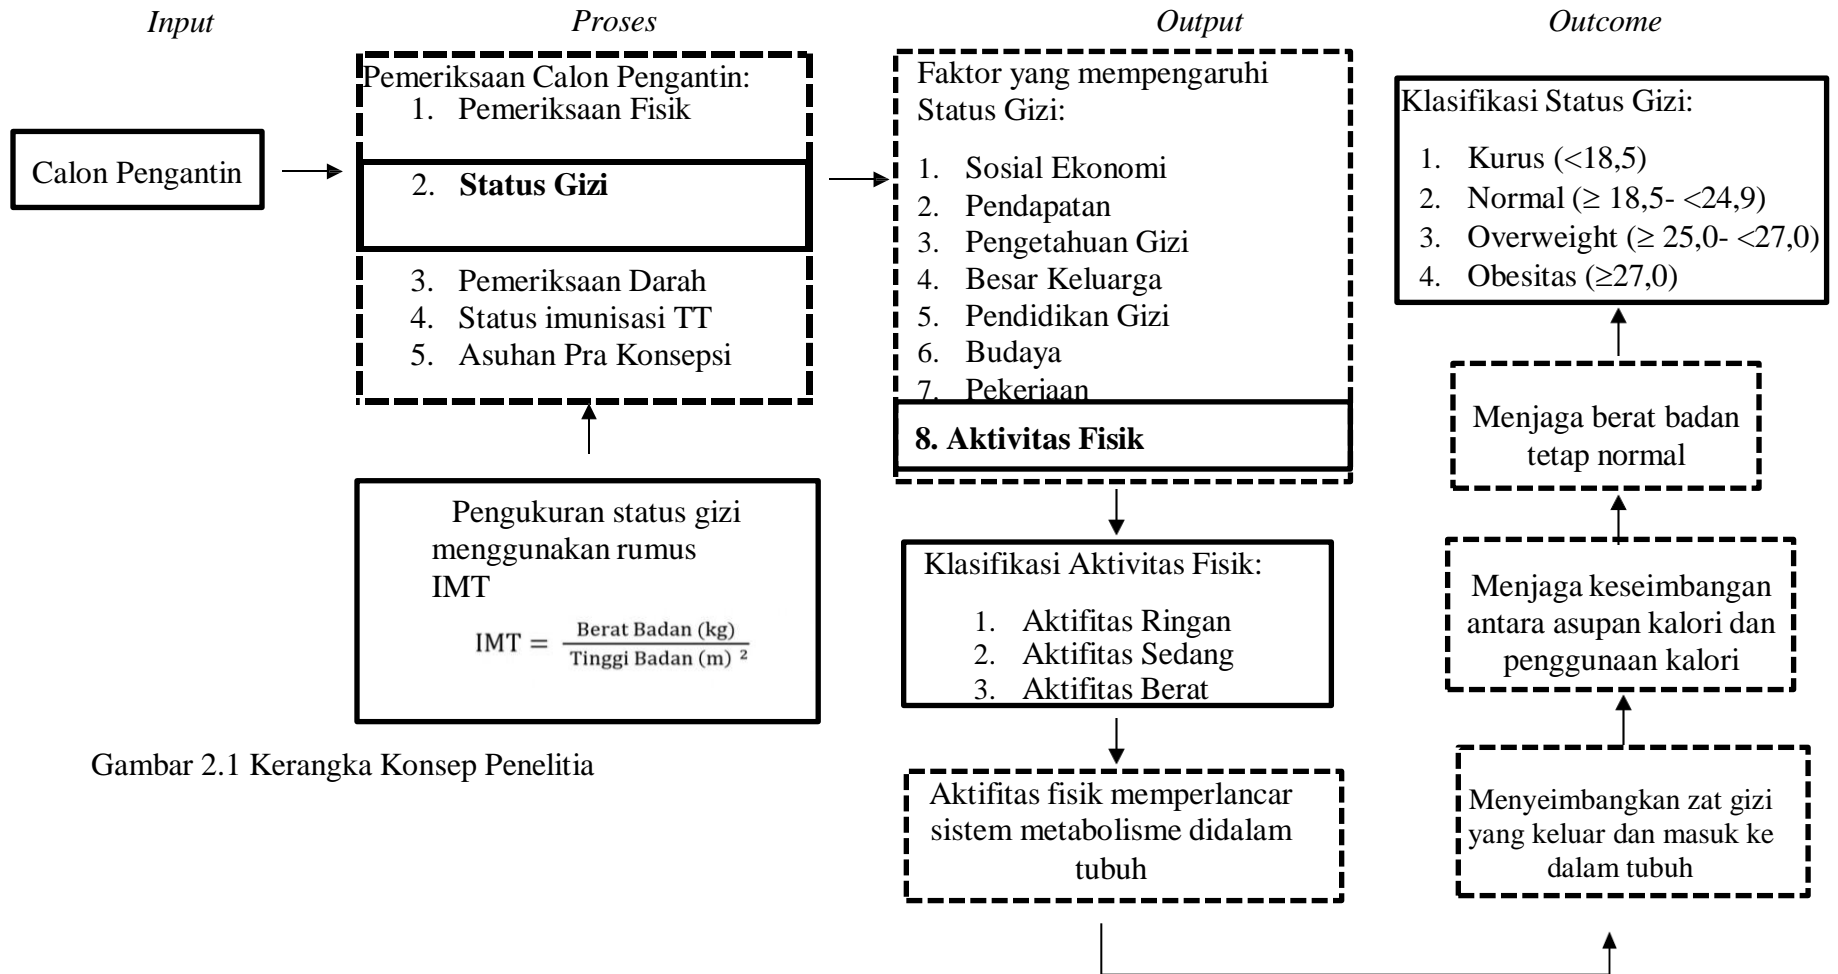 Input
Proses
Output
Outcome
Calon Pengantin
Pemeriksaan Calon Pengantin:
1. Pemeriksaan Fisik
2. Status Gizi
3. Pemeriksaan Darah
4. Status imunisasi TT
5. Asuhan Pra Konsepsi
Pengukuran status gizi
menggunakan rumus
IMT
IMT = Berat Badan (kg)
Tinggi Badan (m) ²
Gambar 2.1 Kerangka Konsep Penelitia
Faktor yang mempengaruhi
Status Gizi:
1. Sosial Ekonomi
2. Pendapatan
3. Pengetahuan Gizi
4. Besar Keluarga
5. Pendidikan Gizi
6. Budaya
7. Pekerjaan
8. Aktivitas Fisik
Klasifikasi Aktivitas Fisik:
1. Aktifitas Ringan
2. Aktifitas Sedang
3. Aktifitas Berat
Aktifitas fisik memperlancar
sistem metabolisme didalam
tubuh
Klasifikasi Status Gizi:
1. Kurus (<18,5)
2. Normal (≥ 18,5- <24,9)
3. Overweight (≥ 25,0- <27,0)
4. Obesitas (≥27,0)
Menjaga berat badan
tetap normal
Menjaga keseimbangan
antara asupan kalori dan
penggunaan kalori
Menyeimbangkan zat gizi
yang keluar dan masuk ke
dalam tubuh